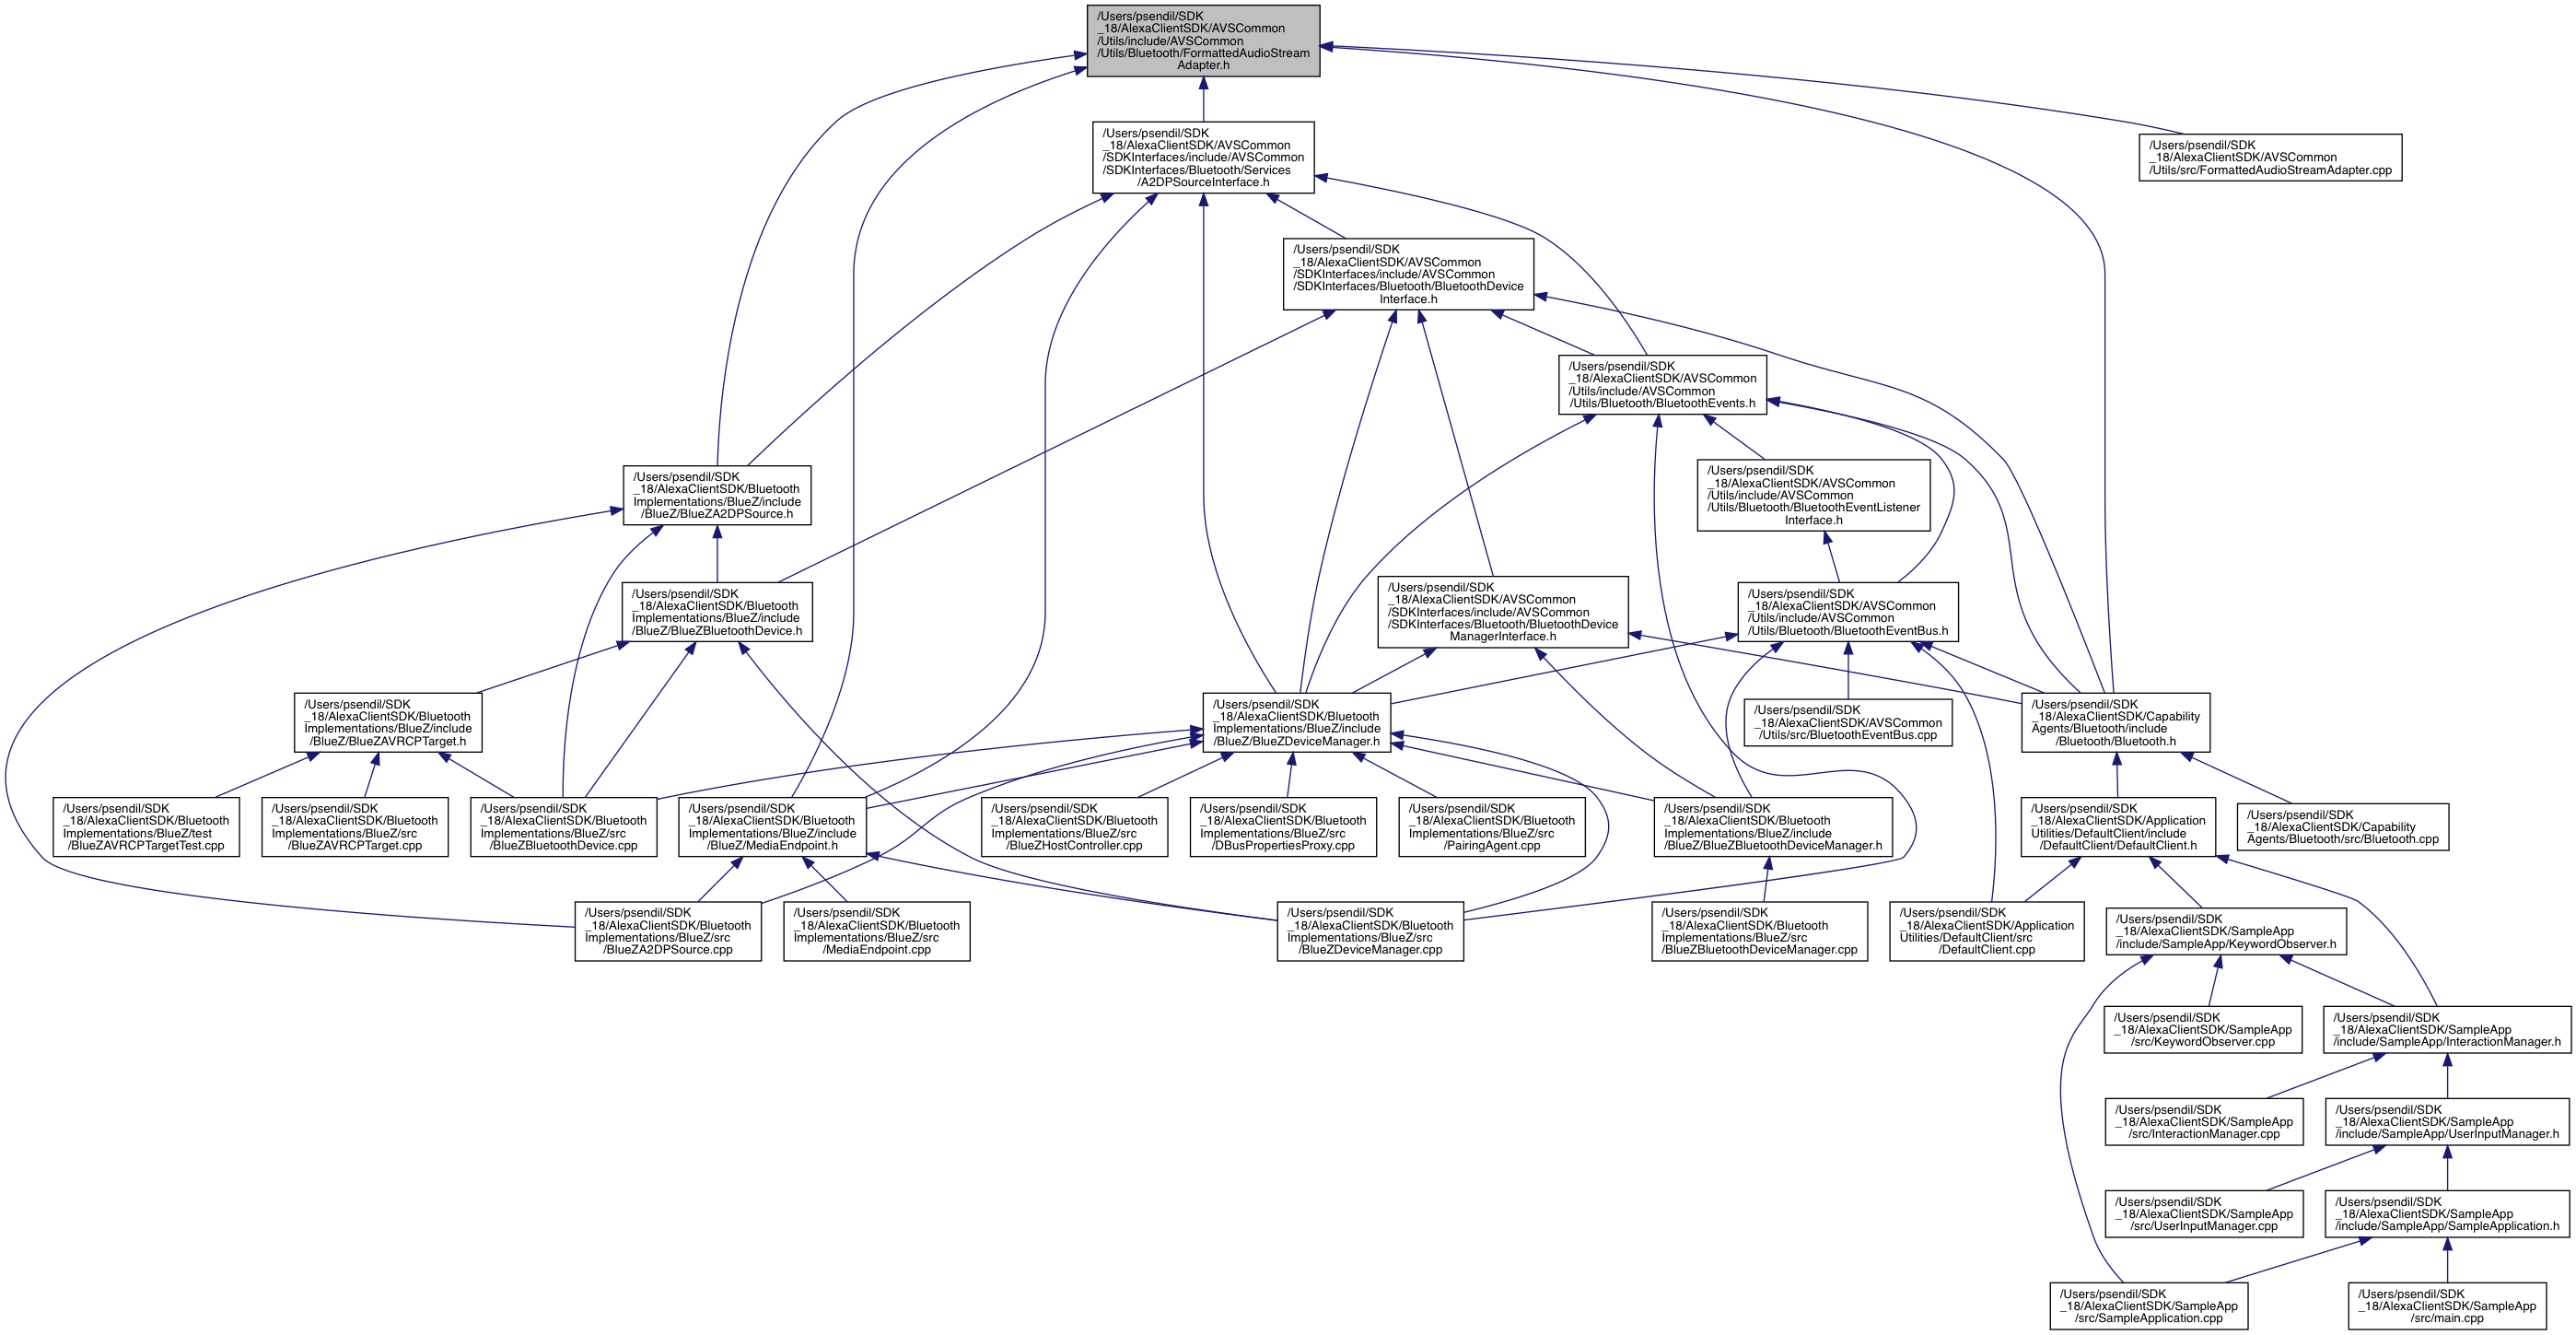 /Users/psendil/SDK
_18/AlexaClientSDK/AVSCommon
/Utils/include/AVSCommon
/Utils/Bluetooth/FormattedAudioStream
Adapter.h
/Users/psendil/SDK
_18/AlexaClientSDK/AVSCommon
/SDKInterfaces/include/AVSCommon
/SDKInterfaces/Bluetooth/Services
/A2DPSourceInterface.h
/Users/psendil/SDK
_18/AlexaClientSDK/AVSCommon
/Utils/src/FormattedAudioStreamAdapter.cpp
/Users/psendil/SDK
_18/AlexaClientSDK/AVSCommon
/SDKInterfaces/include/AVSCommon
/SDKInterfaces/Bluetooth/BluetoothDevice
Interface.h
/Users/psendil/SDK
_18/AlexaClientSDK/AVSCommon
/Utils/include/AVSCommon
/Utils/Bluetooth/BluetoothEvents.h
/Users/psendil/SDK
_18/AlexaClientSDK/Bluetooth
Implementations/BlueZ/include
/BlueZ/BlueZA2DPSource.h
/Users/psendil/SDK
_18/AlexaClientSDK/AVSCommon
/Utils/include/AVSCommon
/Utils/Bluetooth/BluetoothEventListener
Interface.h
/Users/psendil/SDK
_18/AlexaClientSDK/Bluetooth
Implementations/BlueZ/include
/BlueZ/BlueZBluetoothDevice.h
/Users/psendil/SDK
_18/AlexaClientSDK/AVSCommon
/SDKInterfaces/include/AVSCommon
/SDKInterfaces/Bluetooth/BluetoothDevice
ManagerInterface.h
/Users/psendil/SDK
_18/AlexaClientSDK/AVSCommon
/Utils/include/AVSCommon
/Utils/Bluetooth/BluetoothEventBus.h
/Users/psendil/SDK
_18/AlexaClientSDK/Bluetooth
Implementations/BlueZ/include
/BlueZ/BlueZAVRCPTarget.h
/Users/psendil/SDK
_18/AlexaClientSDK/Bluetooth
Implementations/BlueZ/include
/BlueZ/BlueZDeviceManager.h
/Users/psendil/SDK
_18/AlexaClientSDK/AVSCommon
/Utils/src/BluetoothEventBus.cpp
/Users/psendil/SDK
_18/AlexaClientSDK/Capability
Agents/Bluetooth/include
/Bluetooth/Bluetooth.h
/Users/psendil/SDK
_18/AlexaClientSDK/Bluetooth
Implementations/BlueZ/test
/BlueZAVRCPTargetTest.cpp
/Users/psendil/SDK
_18/AlexaClientSDK/Bluetooth
Implementations/BlueZ/src
/BlueZAVRCPTarget.cpp
/Users/psendil/SDK
_18/AlexaClientSDK/Bluetooth
Implementations/BlueZ/src
/BlueZBluetoothDevice.cpp
/Users/psendil/SDK
_18/AlexaClientSDK/Bluetooth
Implementations/BlueZ/include
/BlueZ/MediaEndpoint.h
/Users/psendil/SDK
_18/AlexaClientSDK/Bluetooth
Implementations/BlueZ/src
/BlueZHostController.cpp
/Users/psendil/SDK
_18/AlexaClientSDK/Bluetooth
Implementations/BlueZ/src
/DBusPropertiesProxy.cpp
/Users/psendil/SDK
_18/AlexaClientSDK/Bluetooth
Implementations/BlueZ/src
/PairingAgent.cpp
/Users/psendil/SDK
_18/AlexaClientSDK/Bluetooth
Implementations/BlueZ/include
/BlueZ/BlueZBluetoothDeviceManager.h
/Users/psendil/SDK
_18/AlexaClientSDK/Application
Utilities/DefaultClient/include
/DefaultClient/DefaultClient.h
/Users/psendil/SDK
_18/AlexaClientSDK/Capability
Agents/Bluetooth/src/Bluetooth.cpp
/Users/psendil/SDK
_18/AlexaClientSDK/Bluetooth
Implementations/BlueZ/src
/BlueZA2DPSource.cpp
/Users/psendil/SDK
_18/AlexaClientSDK/Bluetooth
Implementations/BlueZ/src
/MediaEndpoint.cpp
/Users/psendil/SDK
_18/AlexaClientSDK/Bluetooth
Implementations/BlueZ/src
/BlueZDeviceManager.cpp
/Users/psendil/SDK
_18/AlexaClientSDK/Bluetooth
Implementations/BlueZ/src
/BlueZBluetoothDeviceManager.cpp
/Users/psendil/SDK
_18/AlexaClientSDK/Application
Utilities/DefaultClient/src
/DefaultClient.cpp
/Users/psendil/SDK
_18/AlexaClientSDK/SampleApp
/include/SampleApp/KeywordObserver.h
/Users/psendil/SDK
_18/AlexaClientSDK/SampleApp
/src/KeywordObserver.cpp
/Users/psendil/SDK
_18/AlexaClientSDK/SampleApp
/include/SampleApp/InteractionManager.h
/Users/psendil/SDK
_18/AlexaClientSDK/SampleApp
/src/InteractionManager.cpp
/Users/psendil/SDK
_18/AlexaClientSDK/SampleApp
/include/SampleApp/UserInputManager.h
/Users/psendil/SDK
_18/AlexaClientSDK/SampleApp
/src/UserInputManager.cpp
/Users/psendil/SDK
_18/AlexaClientSDK/SampleApp
/include/SampleApp/SampleApplication.h
/Users/psendil/SDK
_18/AlexaClientSDK/SampleApp
/src/SampleApplication.cpp
/Users/psendil/SDK
_18/AlexaClientSDK/SampleApp
/src/main.cpp